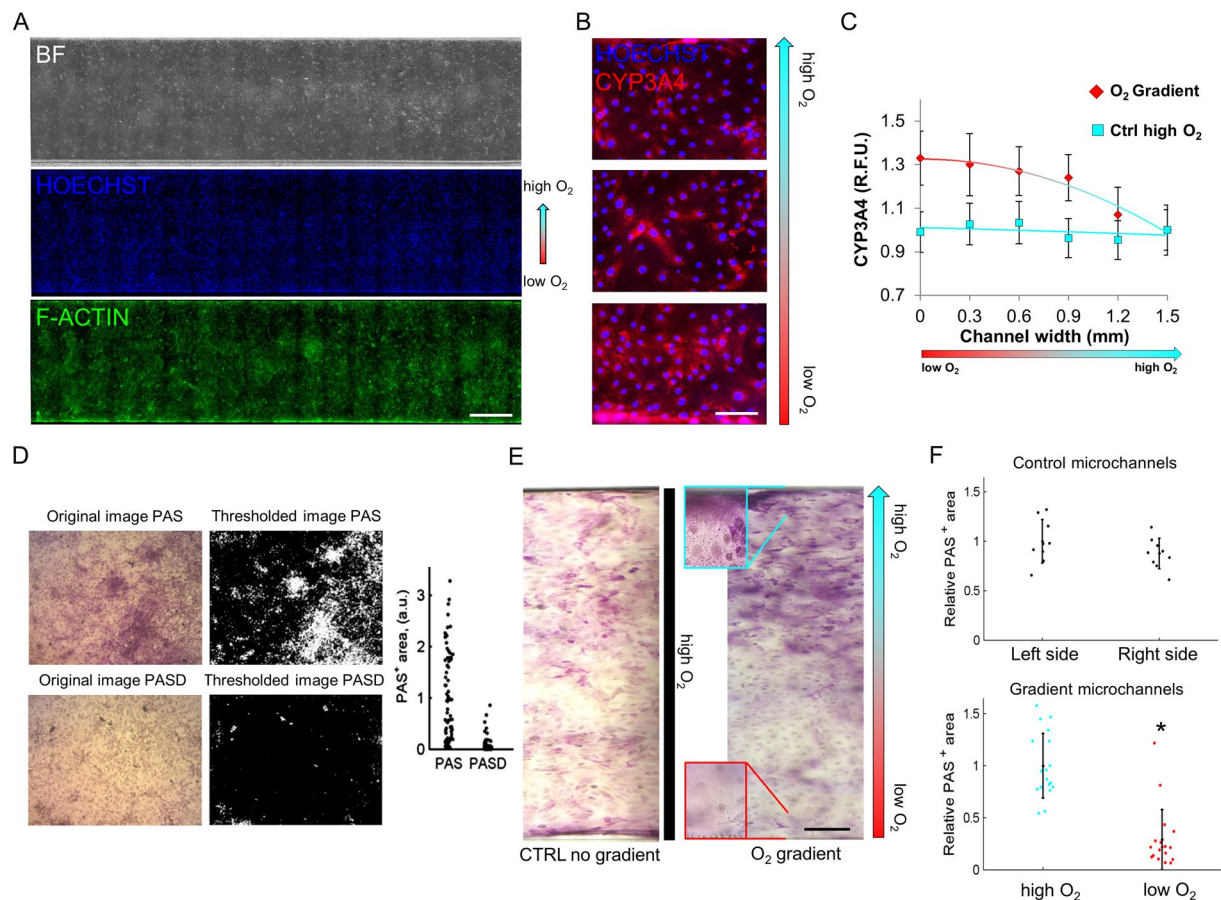 A
BF
HOECHST
F-ACTIN
high O2
low O2
B
HOECHST
CYP3A4
high O2
low O2
C
O2 Gradient
Ctrl high O2
CYP3A4 (R.F.U.)
1.5
1.3
1.1
0.9
0.7
0 0.3 0.6 0.9 1.2 1.5
Channel width (mm)
low O2 high O2
D
Original image PAS Thresholded image PAS
Original image PASD Thresholded image PASD
PAS+ area, (a.u.)
3
2
1
0
PAS PASD
E
high O2
high O2
low O2
CTRL no gradient O2 gradient
F
Control microchannels
Relative PAS+ area
1.5
1
0.5
0
Left side Right side
Gradient microchannels
Relative PAS+ area
1.5
1
0.5
0
*
high O2 low O2